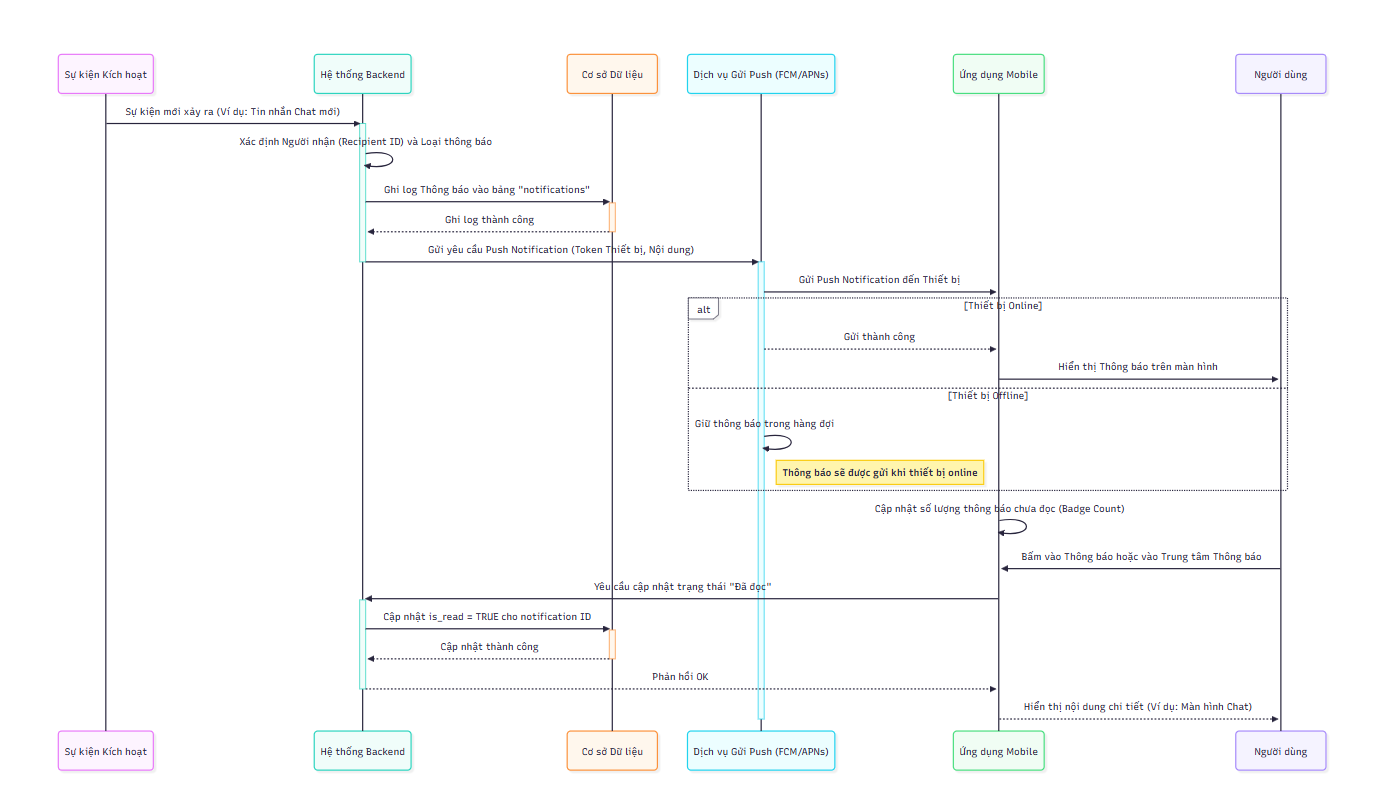 Sự kiện Kích hoạt
Hệ thống Backend
Cơ sở Dữ liệu
Dịch vụ Gửi Push (FCM/APNs)
Ứng dụng Mobile
Người dùng
Sự kiện mới xảy ra (Ví dụ: Tin nhắn Chat mới)
Xác định Người nhận (Recipient ID) và Loại thông báo
Ghi log Thông báo vào bảng "notifications"
Ghi log thành công
Gửi yêu cầu Push Notification (Token Thiết bị, Nội dung)
Gửi Push Notification đến Thiết bị
alt
[Thiết bị Online]
Gửi thành công
Hiển thị Thông báo trên màn hình
[Thiết bị Offline]
Giữ thông báo trong hàng đợi
Thông báo sẽ được gửi khi thiết bị online
Cập nhật số lượng thông báo chưa đọc (Badge Count)
Bấm vào Thông báo hoặc vào Trung tâm Thông báo
Yêu cầu cập nhật trạng thái "Đã đọc"
Cập nhật is_read = TRUE cho notification ID
Cập nhật thành công
Phản hồi OK
Hiển thị nội dung chi tiết (Ví dụ: Màn hình Chat)
Sự kiện Kích hoạt
Hệ thống Backend
Cơ sở Dữ liệu
Dịch vụ Gửi Push (FCM/APNs)
Ứng dụng Mobile
Người dùng